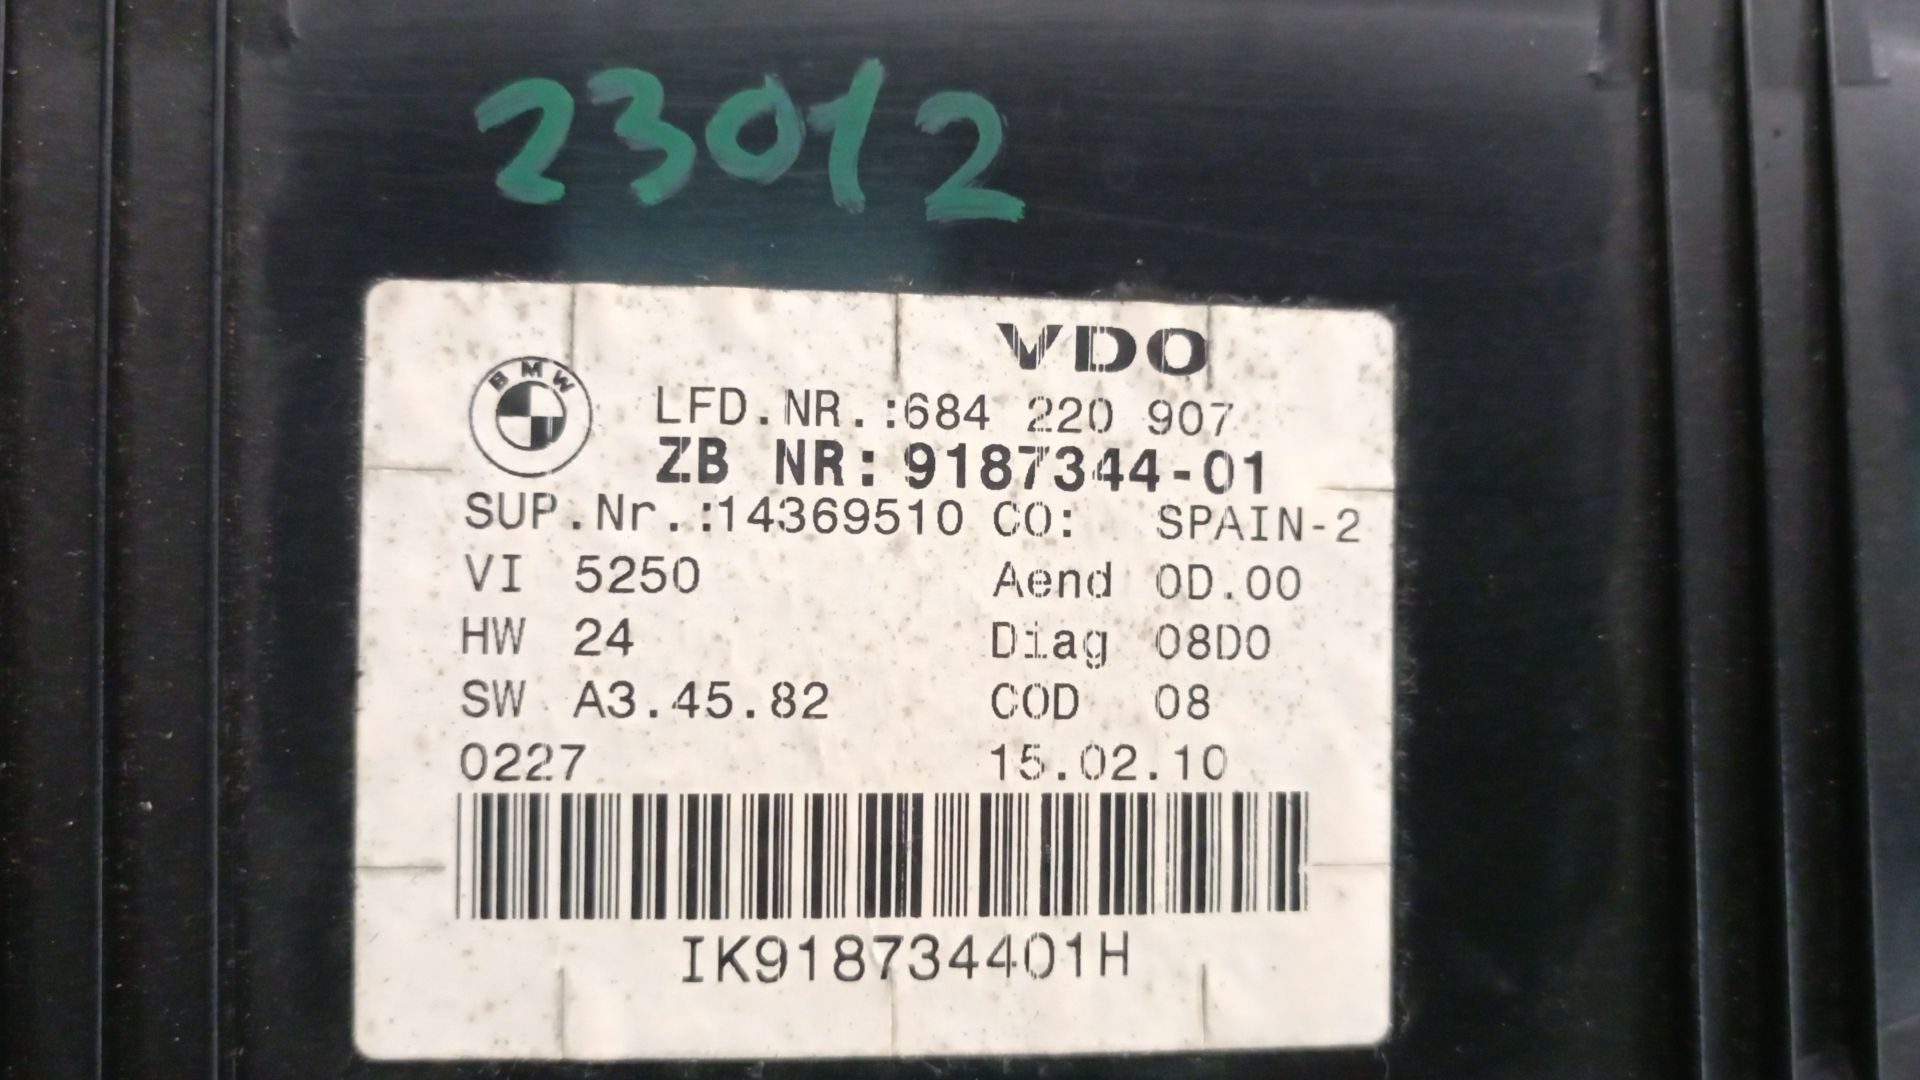 23012
VDO
BMW
LFD.NR.:684 220 907
ZB NR:9187344-01
SUP.Nr.:14369510 CO: SPAIN-2
VI 5250 Aend 0D.00
HW 24 Diag 08D0
SW A3.45.82 COD 08
0227 15.02.10
IK918734401H